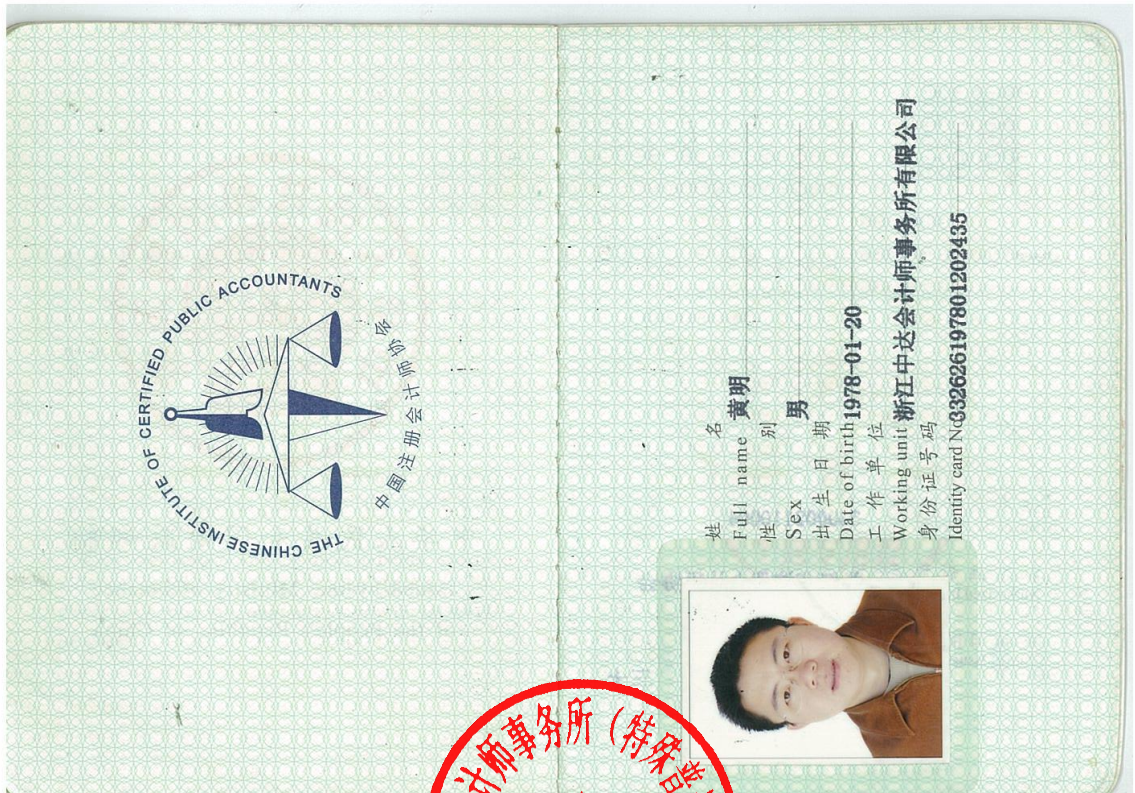 THE CHINESE INSTITUTE OF CERTIFIED PUBLIC ACCOUNTANTS
中国注册会计师协会
姓 名
Full name 黄明
性 别
Sex 男
出 生 日 期
Date of birth 1978-01-20
工 作 单 位
Working unit 浙江中达会计师事务所有限公司
身 份 证 号 码
Identity card No. 332626197801202435
计师事务所（特殊普